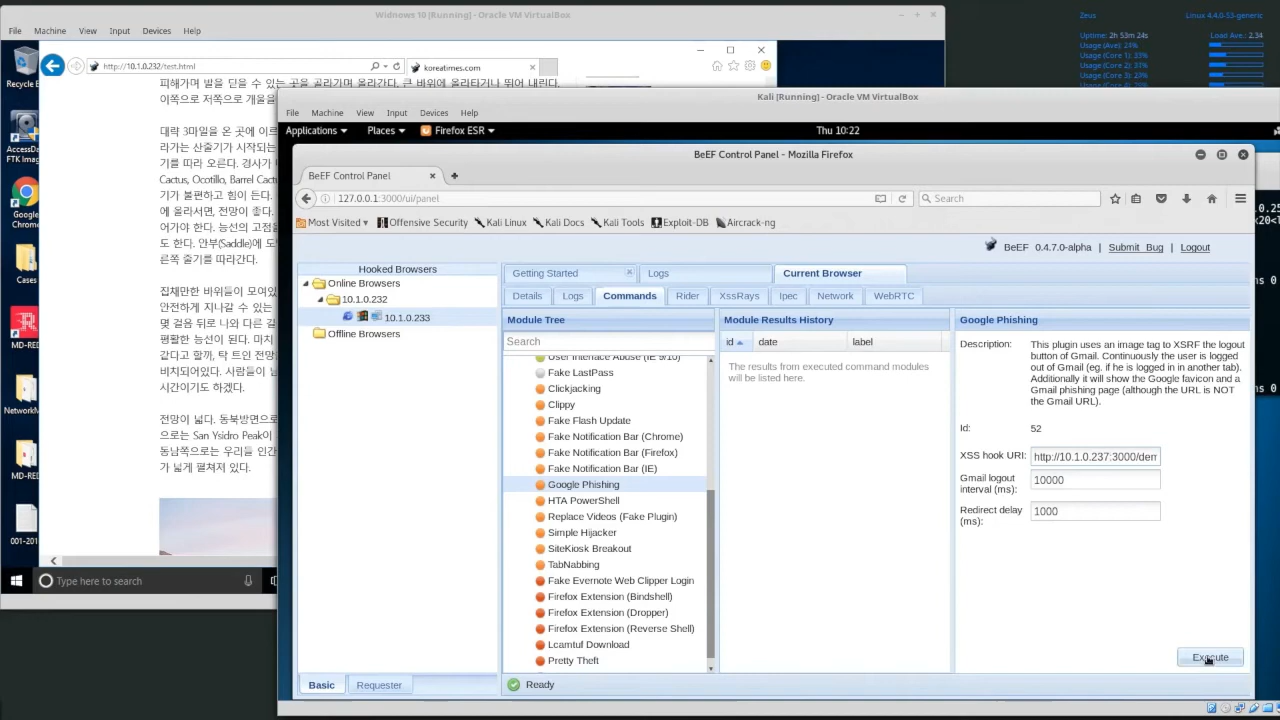 Widnows 10 [Running] - Oracle VM VirtualBox
File Machine View Input Devices Help
Zeus Linux 4.4.0-53-generic
Uptime: 2h 53m 24s Load Ave.: 2.34
Usage (Ave): 24%
Usage (Core 1): 33%
Usage (Core 2): 33%
Usage (Core 3): 29%
http://10.1.0.232/test.html
koreatimes.com
Recycle
AccessDa
FTK Imag
Google
Chrome
Cases
MD-RED
NetworkM
MD-RED
001-201
피해가며 발을 닫을 수 있는 곳을 골라가며 올라간다. 큰 바위에 올라타거나 뛰어 내린다.
이쪽으로 저쪽으로 개울을
대략 3마일을 온 곳에 이르
라가는 산줄기가 시작되는
기를 따라 오른다. 경사가
Cactus, Ocotillo, Barrel Cactu
기가 불편하고 힘이 든다.
에 올라서면, 전망이 좋다.
어가야 한다. 능선의 고점을
도 한다. 안부(Saddle)에 도
른쪽 줄기를 따라간다.
집채만한 바위들이 모여있
안전하게 지나갈 수 있는
몇 걸음 뒤로 나와 다른 길
평활한 능선이 된다. 마치
같다고 할까, 탁 트인 전망
비치되어있다. 사람들이 남
시간이기도 하겠다.
전망이 넓다. 동북방면으로
으로는 San Ysidro Peak이
동남쪽으로는 우리들 인간
가 넓게 펼쳐져 있다.
Type here to search
Kali [Running] - Oracle VM VirtualBox
File Machine View Input Devices Help
Applications Places Firefox ESR Thu 10:22
BeEF Control Panel - Mozilla Firefox
BeEF Control Panel
127.0.0.1:3000/ui/panel Search
Most Visited Offensive Security Kali Linux Kali Docs Kali Tools Exploit-DB Aircrack-ng
BeEF 0.4.7.0-alpha | Submit Bug | Logout
Hooked Browsers
Online Browsers
10.1.0.232
10.1.0.233
Offline Browsers
Basic Requester
Getting Started Logs Current Browser
Details Logs Commands Rider XssRays Ipec Network WebRTC
Module Tree
Search
User Interface Abuse (IE 9/10)
Fake LastPass
Clickjacking
Clippy
Fake Flash Update
Fake Notification Bar (Chrome)
Fake Notification Bar (Firefox)
Fake Notification Bar (IE)
Google Phishing
HTA PowerShell
Replace Videos (Fake Plugin)
Simple Hijacker
SiteKiosk Breakout
TabNabbing
Fake Evernote Web Clipper Login
Firefox Extension (Bindshell)
Firefox Extension (Dropper)
Firefox Extension (Reverse Shell)
Lcamtuf Download
Pretty Theft
Module Results History
id date label
The results from executed command modules
will be listed here.
Google Phishing
Description: This plugin uses an image tag to XSRF the logout
button of Gmail. Continuously the user is logged
out of Gmail (eg. if he is logged in in another tab).
Additionally it will show the Google favicon and a
Gmail phishing page (although the URL is NOT
the Gmail URL).
Id: 52
XSS hook URI: http://10.1.0.237:3000/dem
Gmail logout
interval (ms): 10000
Redirect delay
(ms): 1000
Execute
Ready